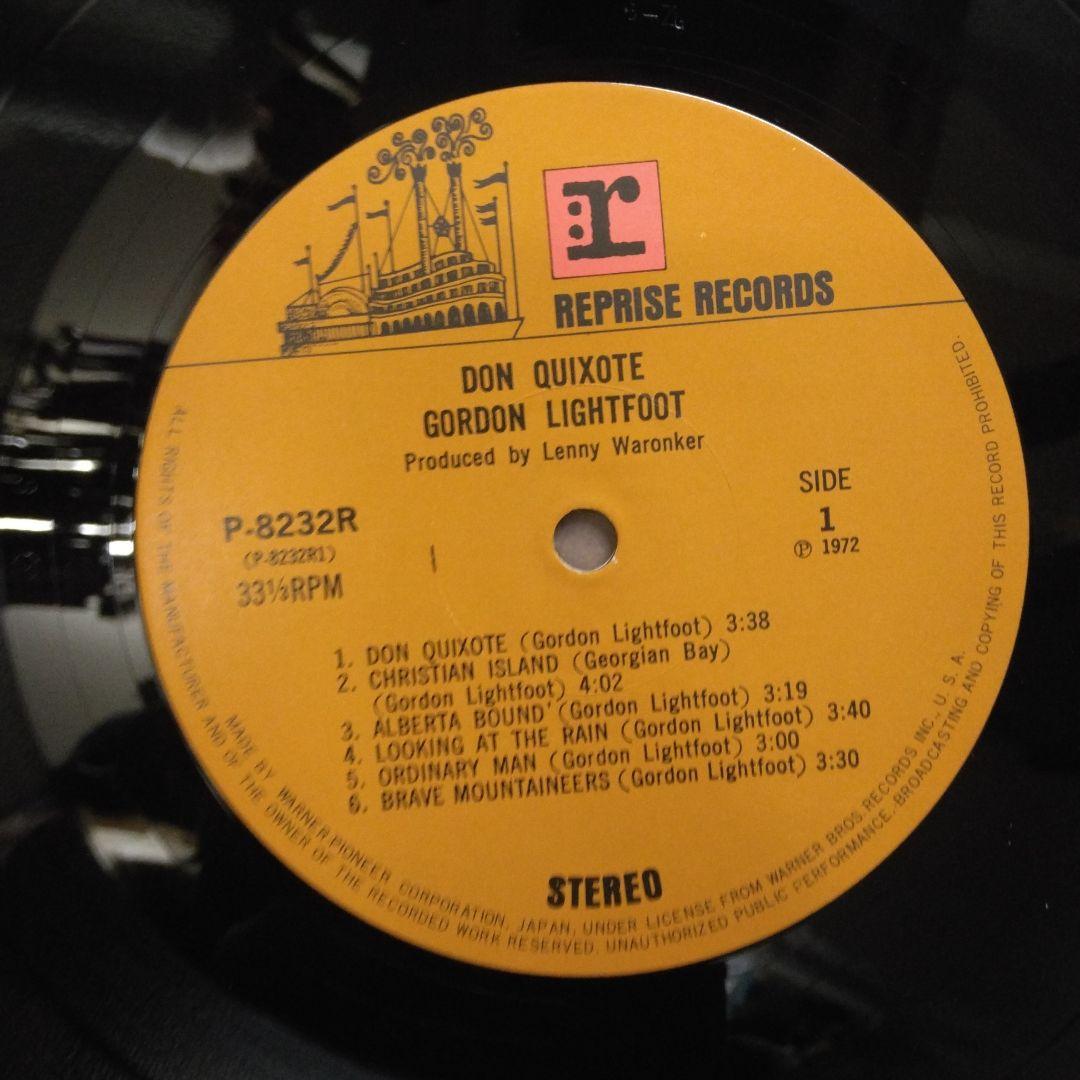 r
REPRISE RECORDS
DON QUIXOTE
GORDON LIGHTFOOT
Produced by Lenny Waronker
P-8232R
(P-8232R1)
33⅓RPM
SIDE
1
℗ 1972
1. DON QUIXOTE (Gordon Lightfoot) 3:38
2. CHRISTIAN ISLAND (Georgian Bay)
(Gordon Lightfoot) 4:02
3. ALBERTA BOUND' (Gordon Lightfoot) 3:19
4. LOOKING AT THE RAIN (Gordon Lightfoot) 3:40
5. ORDINARY MAN (Gordon Lightfoot) 3:00
6. BRAVE MOUNTAINEERS (Gordon Lightfoot) 3:30
STEREO
MADE BY WARNER-PIONEER CORPORATION, JAPAN, UNDER LICENSE FROM WARNER BROS. RECORDS INC., U. S. A.
ALL RIGHTS OF THE MANUFACTURER AND OF THE OWNER OF THE RECORDED WORK RESERVED. UNAUTHORIZED PUBLIC PERFORMANCE, BROADCASTING AND COPYING OF THIS RECORD PROHIBITED.